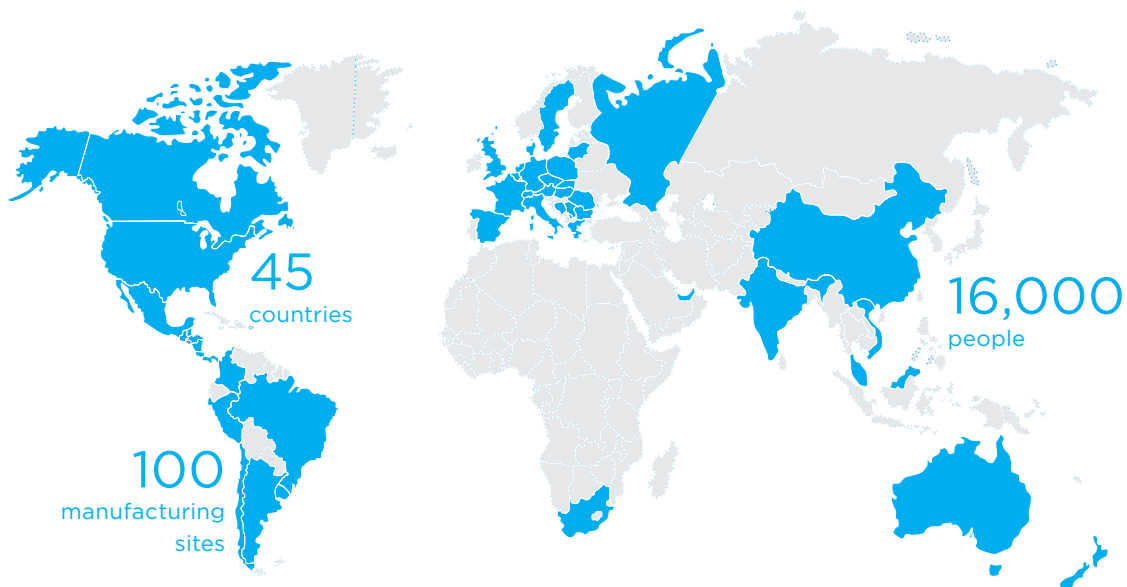 45
countries
16,000
people
100
manufacturing
sites